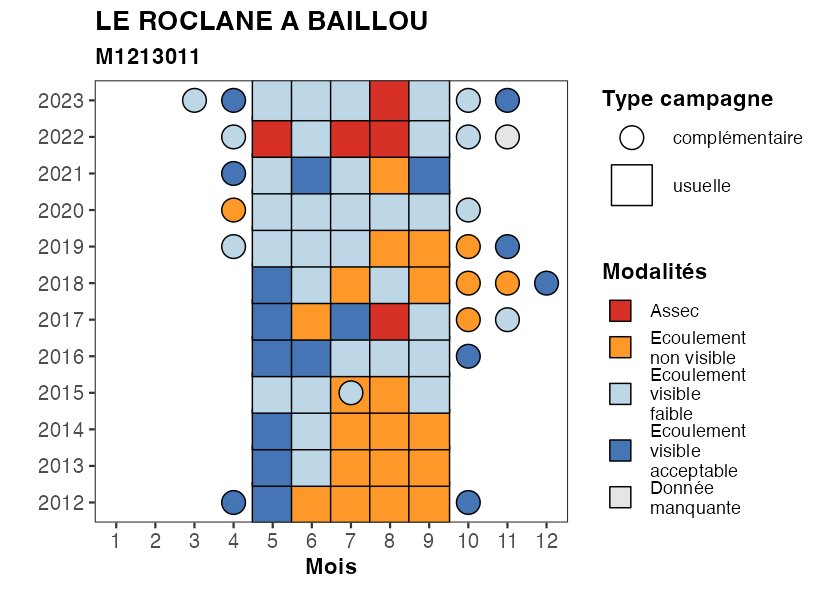 LE ROCLANE A BAILLOU
M1213011
2023
2022
2021
2020
2019
2018
2017
2016
2015
2014
2013
2012
1 2 3 4 5 6 7 8 9 10 11 12
Mois
Type campagne
complémentaire
usuelle
Modalités
Assec
Ecoulement
non visible
Ecoulement
visible
faible
Ecoulement
visible
acceptable
Donnée
manquante